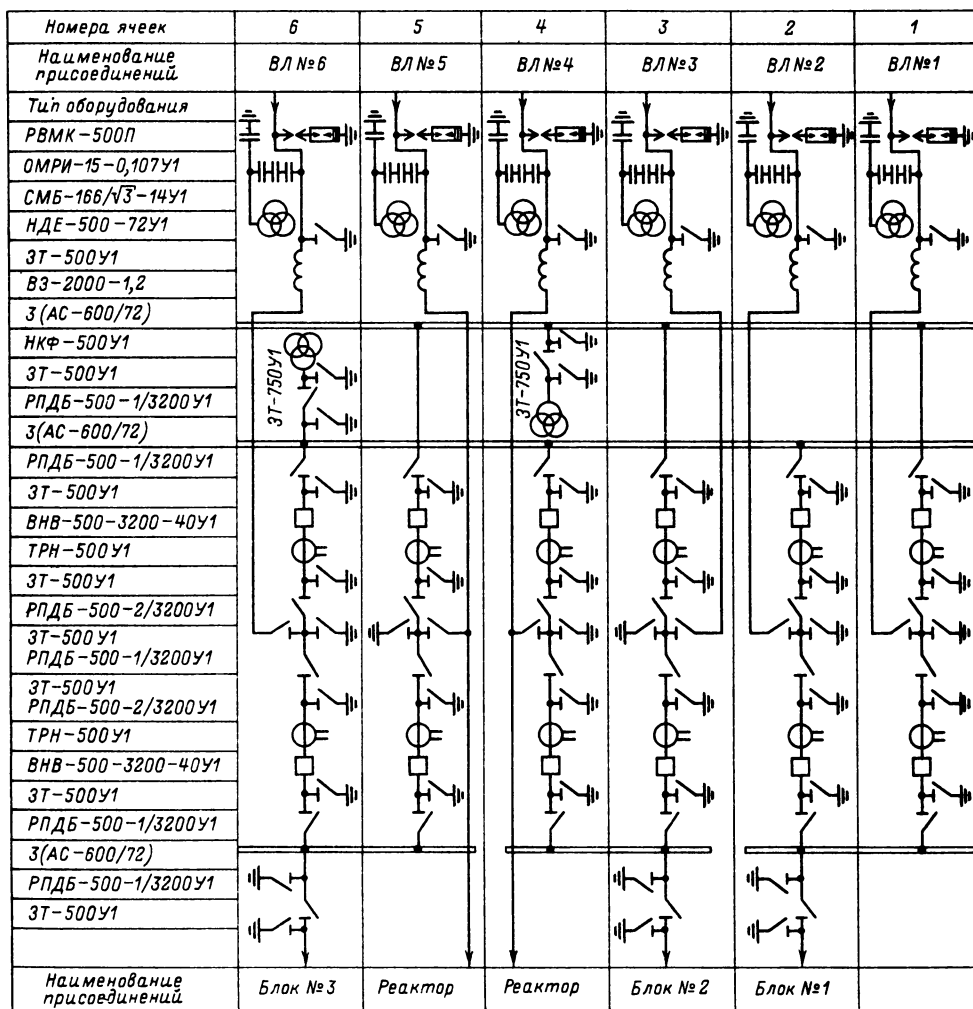 Номера ячеек 6 5 4 3 2 1
Наименование присоединений ВЛ №6 ВЛ №5 ВЛ №4 ВЛ №3 ВЛ №2 ВЛ №1
Тип оборудования
РВМК-500П
ОМРИ-15-0,107У1
СМБ-166/√3-14У1
НДЕ-500-72У1
ЗТ-500У1
ВЗ-2000-1,2
3(АС-600/72)
НКФ-500У1
ЗТ-500У1
РПДБ-500-1/3200У1
3(АС-600/72)
ЗТ-750У1
ЗТ-750У1
РПДБ-500-1/3200У1
ЗТ-500У1
ВНВ-500-3200-40У1
ТРН-500У1
ЗТ-500У1
РПДБ-500-2/3200У1
ЗТ-500У1
РПДБ-500-1/3200У1
ЗТ-500У1
РПДБ-500-2/3200У1
ТРН-500У1
ВНВ-500-3200-40У1
ЗТ-500У1
РПДБ-500-1/3200У1
3(АС-600/72)
РПДБ-500-1/3200У1
ЗТ-500У1
Наименование присоединений Блок №3 Реактор Реактор Блок №2 Блок №1